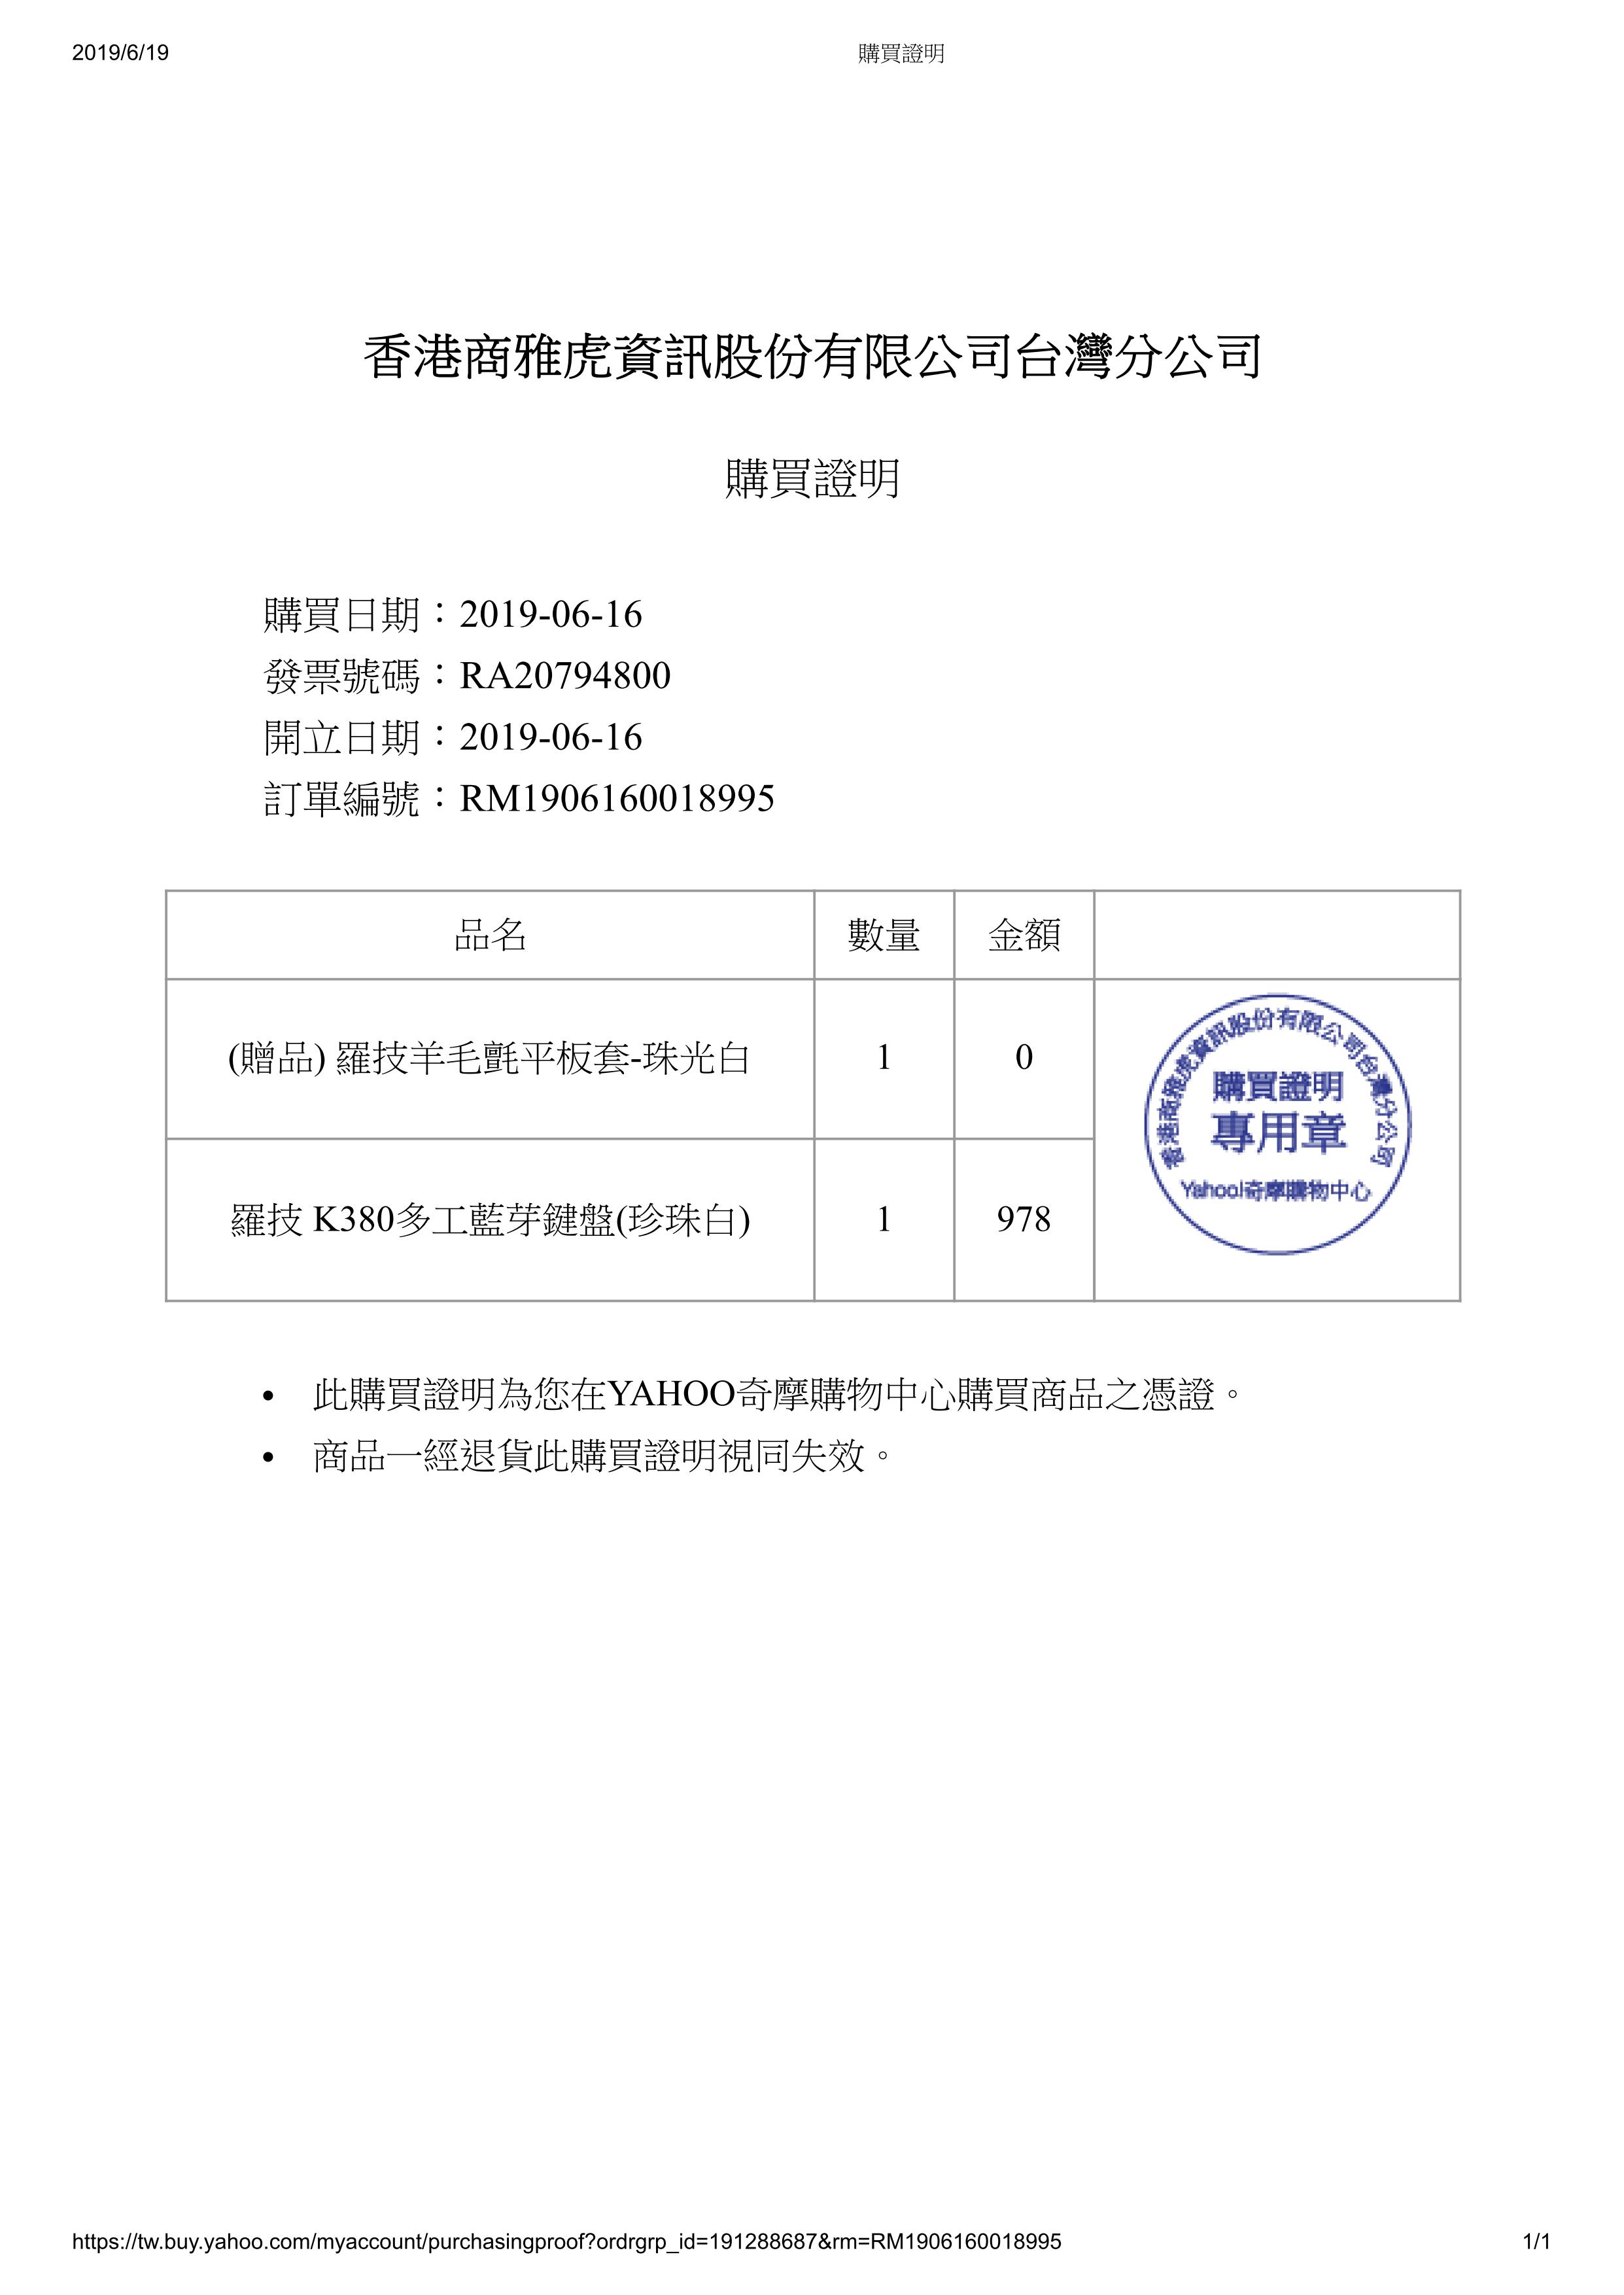 2019/6/19
購買證明
香港商雅虎資訊股份有限公司台灣分公司
購買證明
購買日期：2019-06-16
發票號碼：RA20794800
開立日期：2019-06-16
訂單編號：RM1906160018995
品名 數量 金額
(贈品) 羅技羊毛氈平板套-珠光白 1 0
羅技 K380多工藍芽鍵盤(珍珠白) 1 978
香港商雅虎資訊股份有限公司台灣分公司
購買證明
專用章
Yahoo!奇摩購物中心
• 此購買證明為您在YAHOO奇摩購物中心購買商品之憑證。
• 商品一經退貨此購買證明視同失效。
https://tw.buy.yahoo.com/myaccount/purchasingproof?ordrgrp_id=191288687&rm=RM1906160018995
1/1